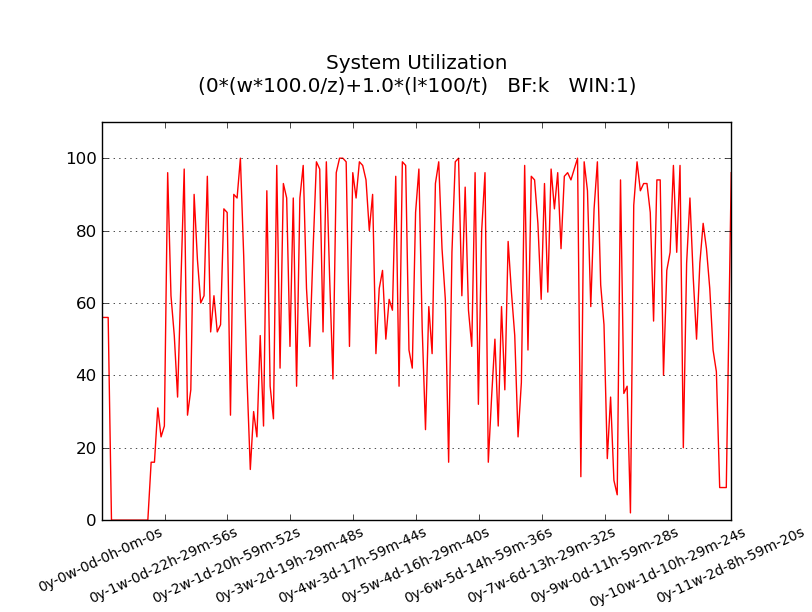 System Utilization
(0*(w*100.0/z)+1.0*(l*100/t) BF:k WIN:1)
100
80
60
40
20
0
0y-0w-0d-0h-0m-0s
0y-1w-0d-22h-29m-56s
0y-2w-1d-20h-59m-52s
0y-3w-2d-19h-29m-48s
0y-4w-3d-17h-59m-44s
0y-5w-4d-16h-29m-40s
0y-6w-5d-14h-59m-36s
0y-7w-6d-13h-29m-32s
0y-9w-0d-11h-59m-28s
0y-10w-1d-10h-29m-24s
0y-11w-2d-8h-59m-20s